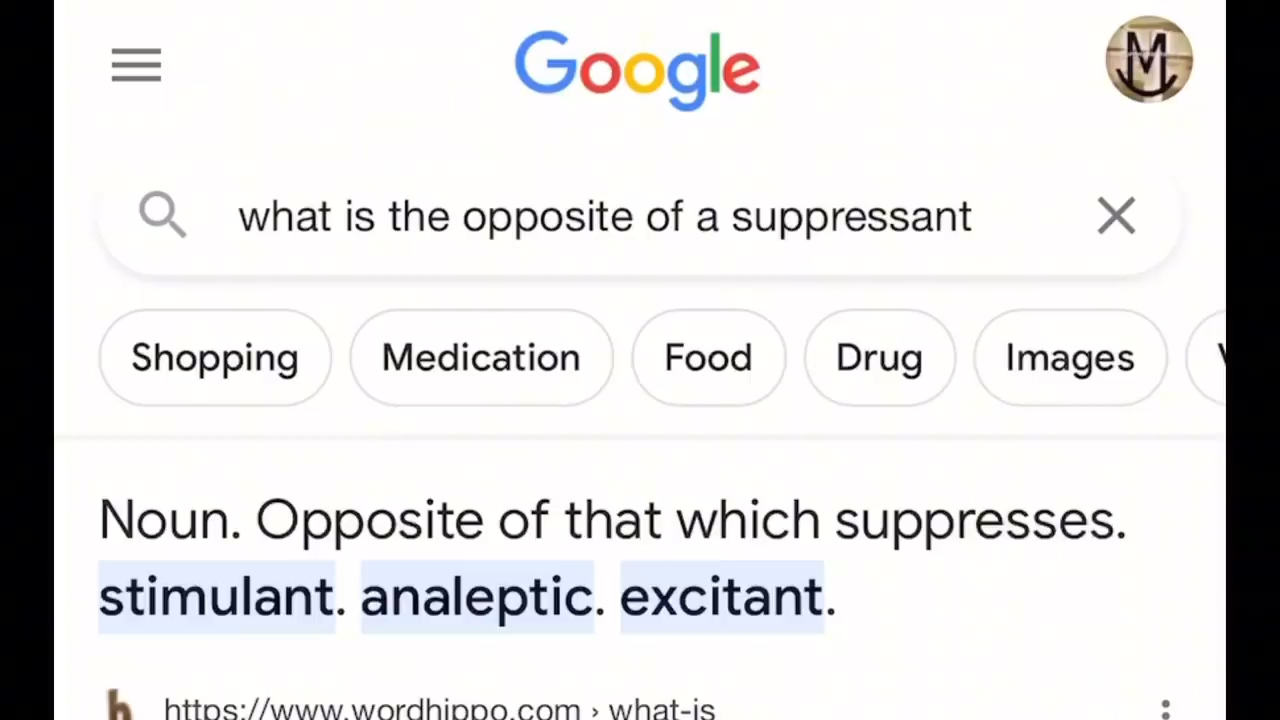 Google
what is the opposite of a suppressant
Shopping Medication Food Drug Images
Noun. Opposite of that which suppresses.
stimulant. analeptic. excitant.
https://www.wordhippo.com › what-is